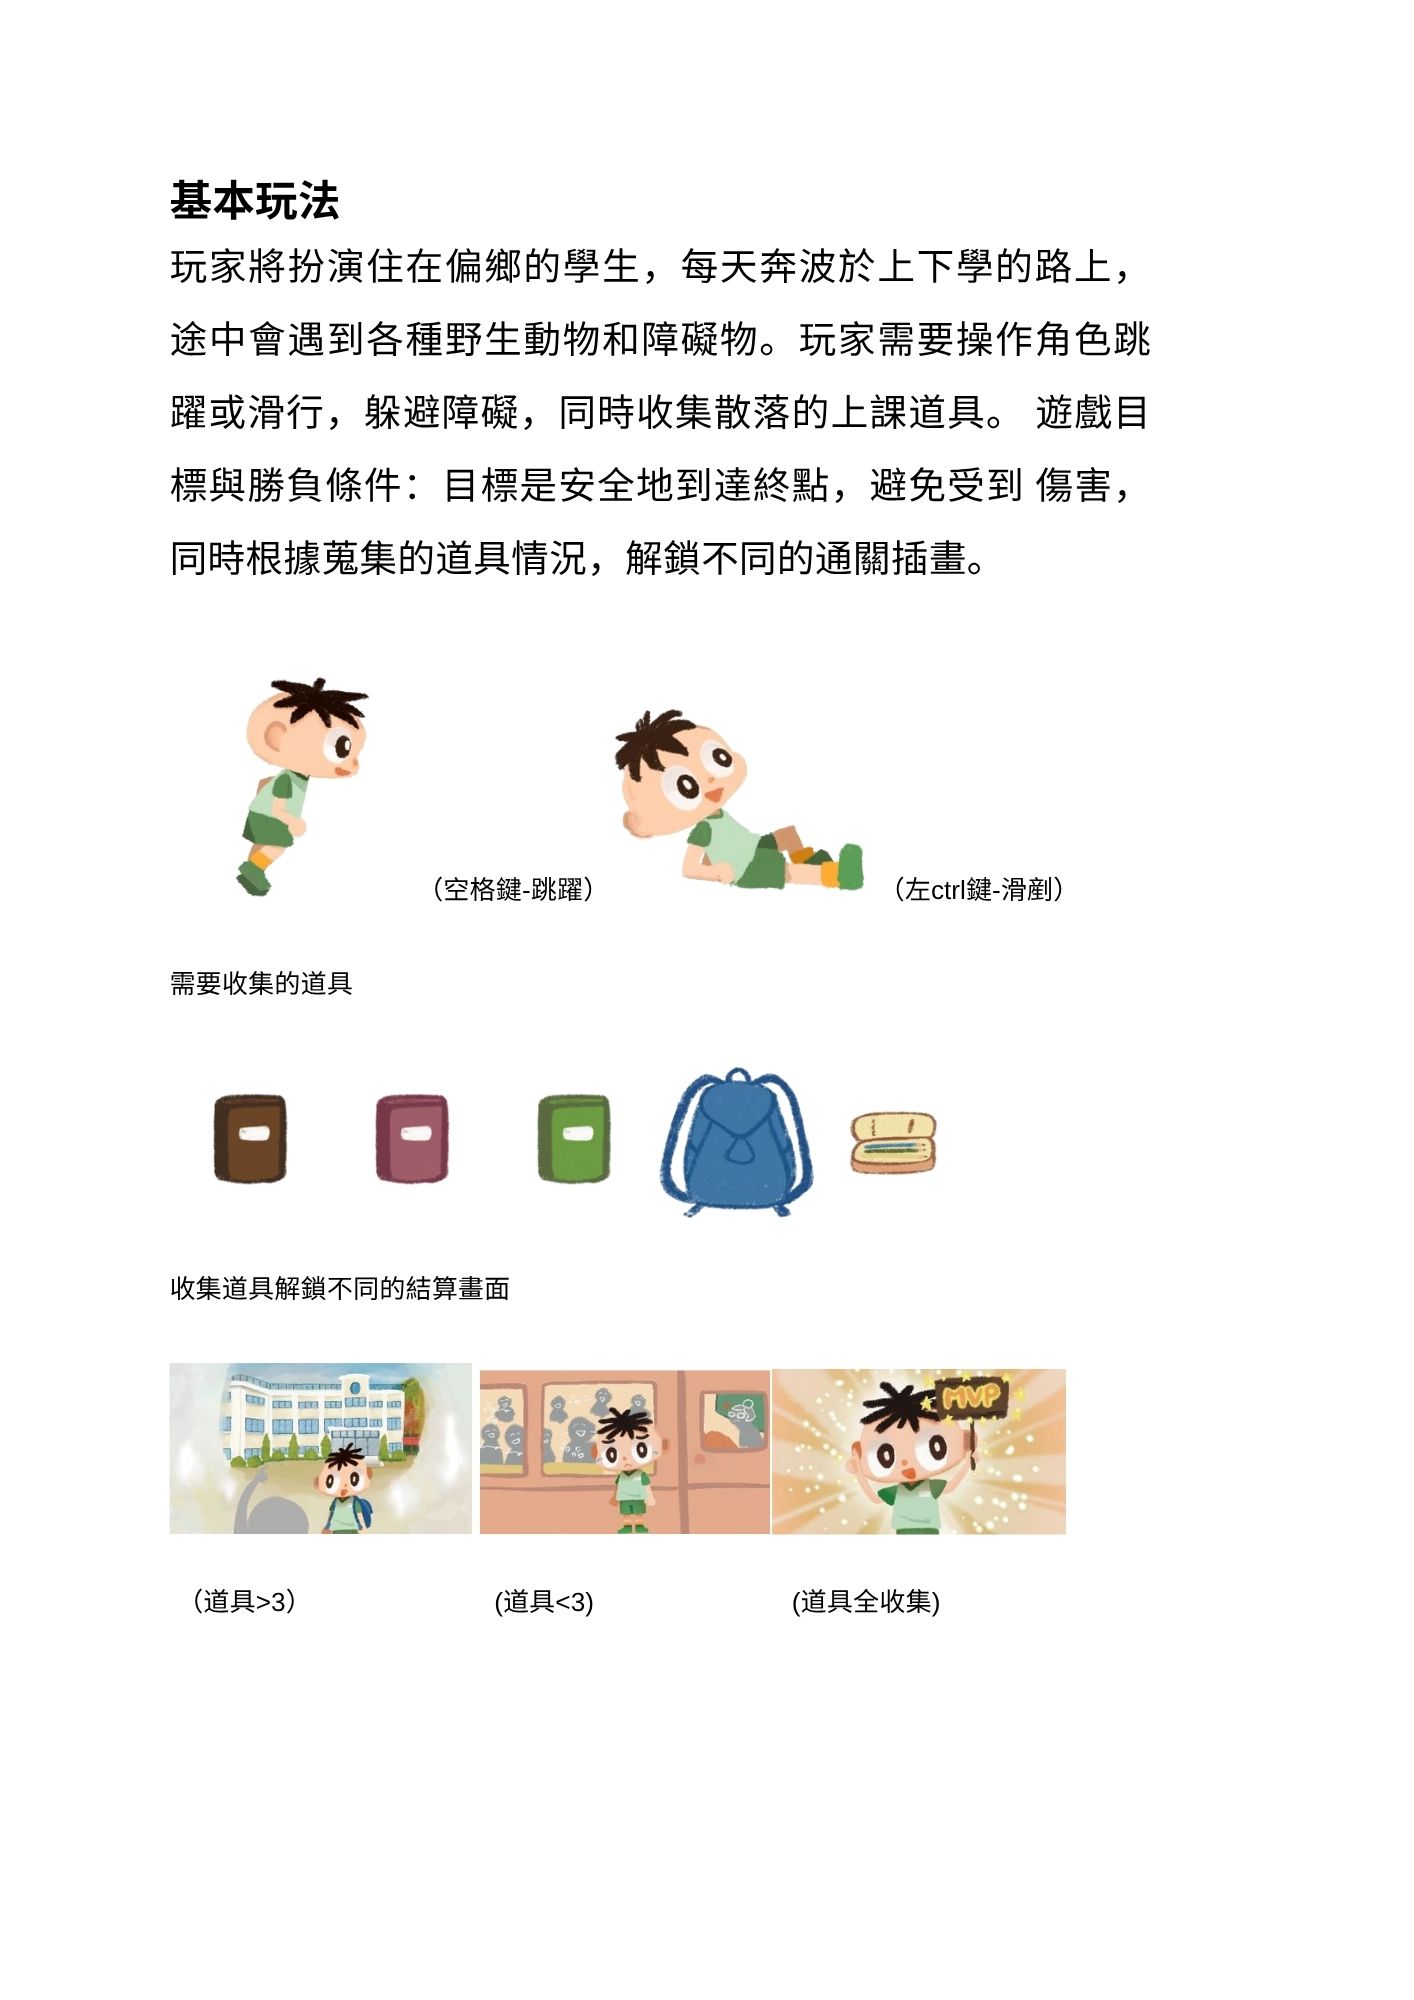 基本玩法
玩家將扮演住在偏鄉的學生，每天奔波於上下學的路上，
途中會遇到各種野生動物和障礙物。玩家需要操作角色跳
躍或滑行，躲避障礙，同時收集散落的上課道具。 遊戲目
標與勝負條件：目標是安全地到達終點，避免受到 傷害，
同時根據蒐集的道具情況，解鎖不同的通關插畫。
（空格鍵-跳躍）
（左ctrl鍵-滑剷）
需要收集的道具
收集道具解鎖不同的結算畫面
MVP
（道具>3） (道具<3) (道具全收集)